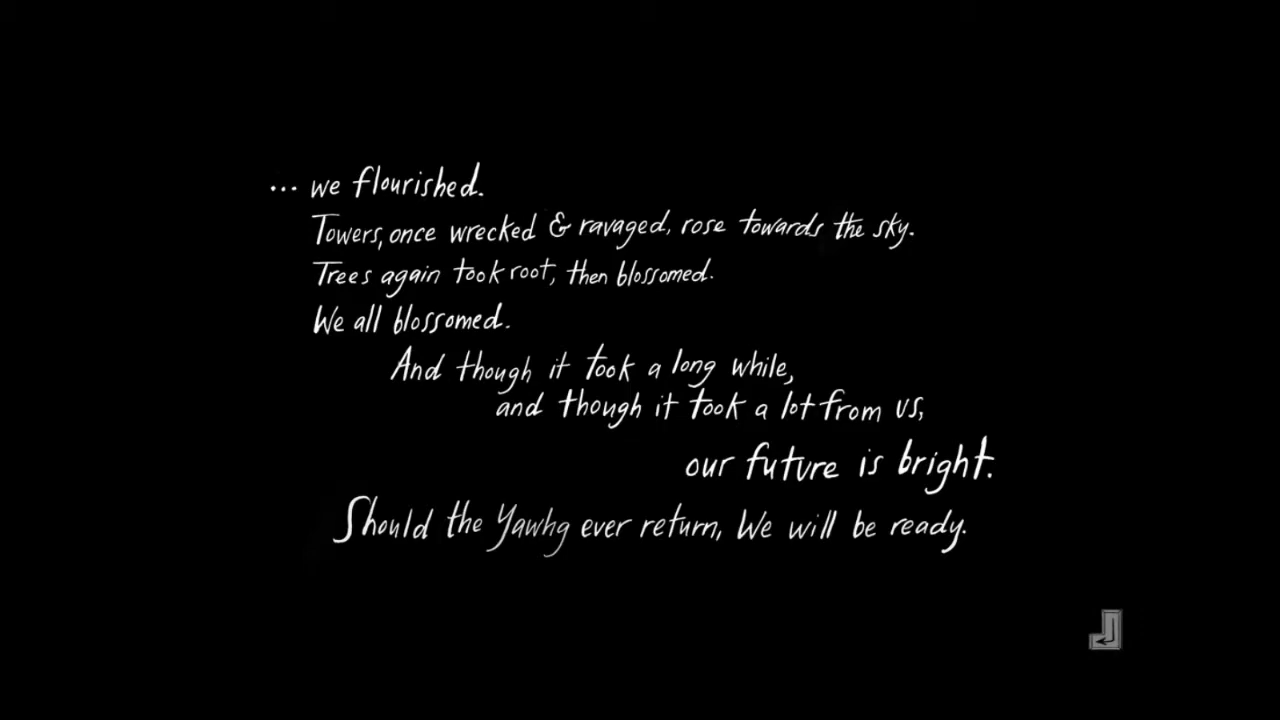 ... we flourished.
Towers, once wrecked & ravaged, rose towards the sky.
Trees again took root, then blossomed.
We all blossomed.
And though it took a long while,
and though it took a lot from us,
our future is bright.
Should the Yawhg ever return, We will be ready.